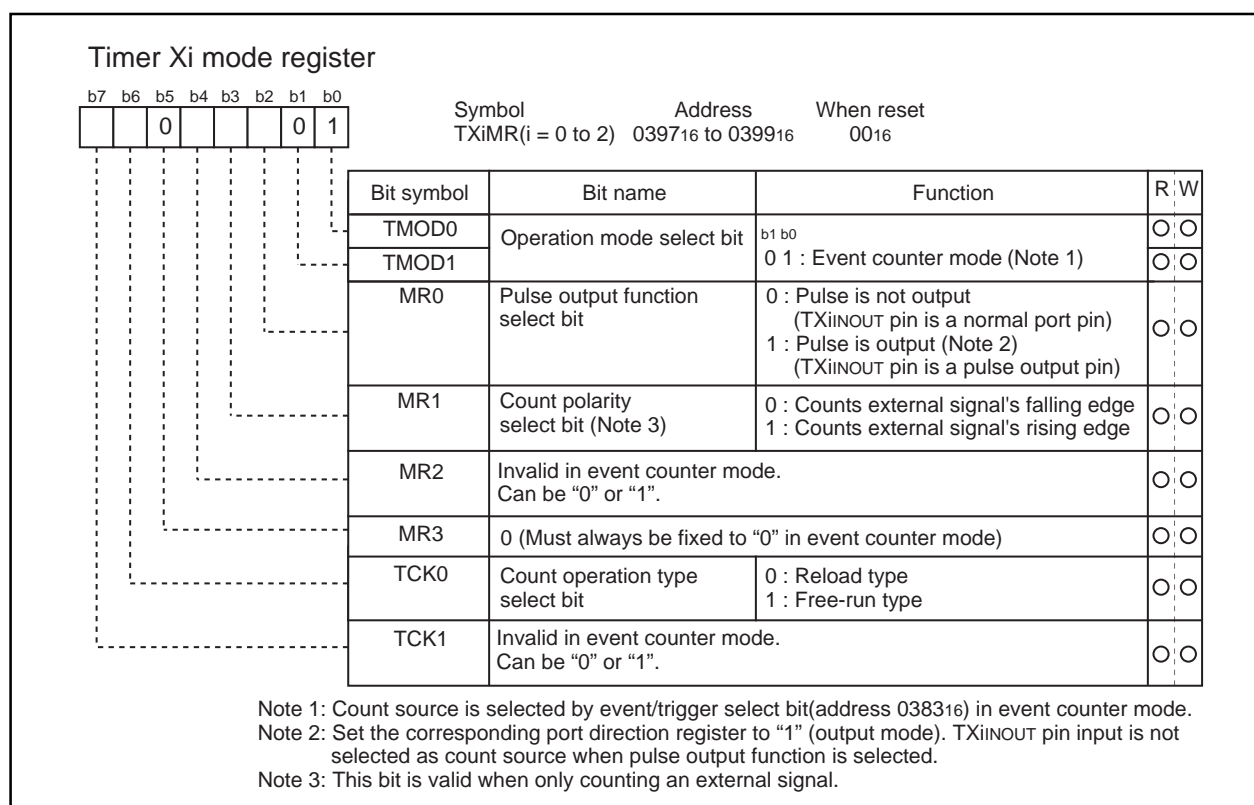 Timer Xi mode register
b7 b6 b5 b4 b3 b2 b1 b0
0 0 1
Symbol Address When reset
TXiMR(i = 0 to 2) 039716 to 039916 0016
Bit symbol Bit name Function R W
TMOD0 Operation mode select bit b1 b0
TMOD1 0 1 : Event counter mode (Note 1)
MR0 Pulse output function 0 : Pulse is not output
select bit (TXiINOUT pin is a normal port pin)
1 : Pulse is output (Note 2)
(TXiINOUT pin is a pulse output pin)
MR1 Count polarity 0 : Counts external signal's falling edge
select bit (Note 3) 1 : Counts external signal's rising edge
MR2 Invalid in event counter mode.
Can be “0” or “1”.
MR3 0 (Must always be fixed to “0” in event counter mode)
TCK0 Count operation type 0 : Reload type
select bit 1 : Free-run type
TCK1 Invalid in event counter mode.
Can be “0” or “1”.
Note 1: Count source is selected by event/trigger select bit(address 038316) in event counter mode.
Note 2: Set the corresponding port direction register to “1” (output mode). TXiINOUT pin input is not
selected as count source when pulse output function is selected.
Note 3: This bit is valid when only counting an external signal.